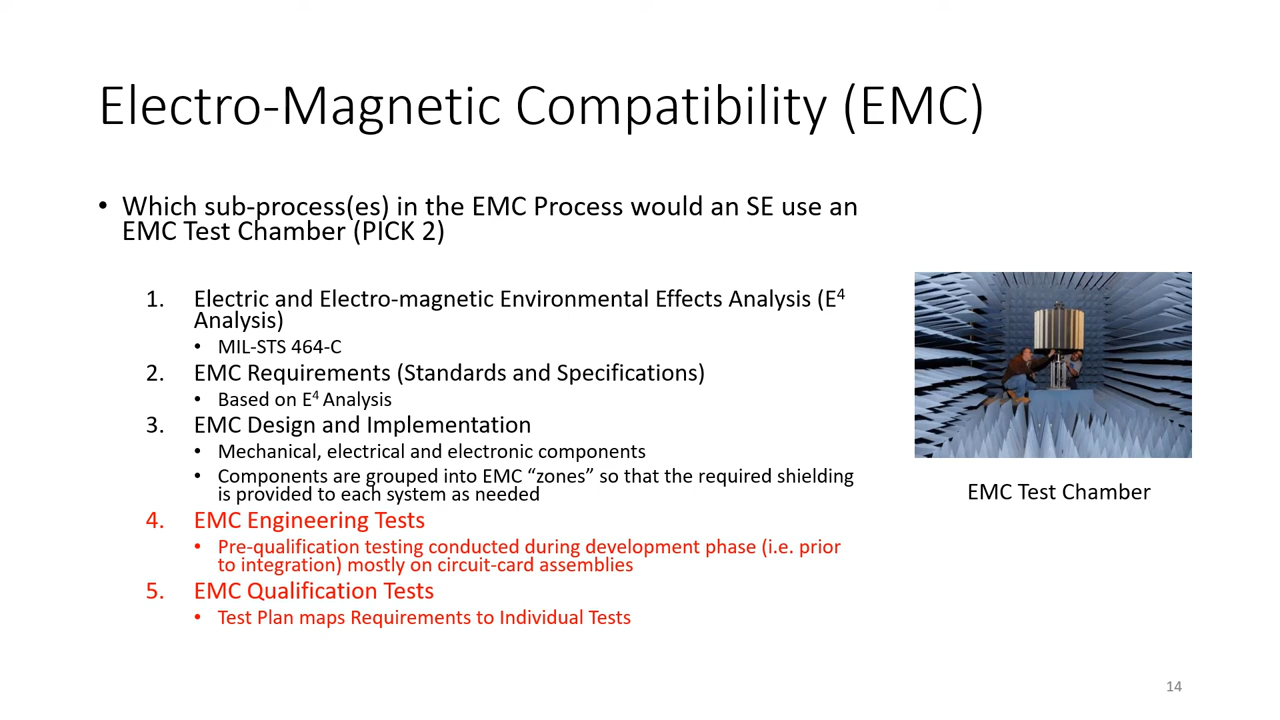 Electro-Magnetic Compatibility (EMC)
• Which sub-process(es) in the EMC Process would an SE use an
EMC Test Chamber (PICK 2)
1. Electric and Electro-magnetic Environmental Effects Analysis (E⁴
Analysis)
• MIL-STS 464-C
2. EMC Requirements (Standards and Specifications)
• Based on E⁴ Analysis
3. EMC Design and Implementation
• Mechanical, electrical and electronic components
• Components are grouped into EMC “zones” so that the required shielding
is provided to each system as needed
4. EMC Engineering Tests
• Pre-qualification testing conducted during development phase (i.e. prior
to integration) mostly on circuit-card assemblies
5. EMC Qualification Tests
• Test Plan maps Requirements to Individual Tests
EMC Test Chamber
14